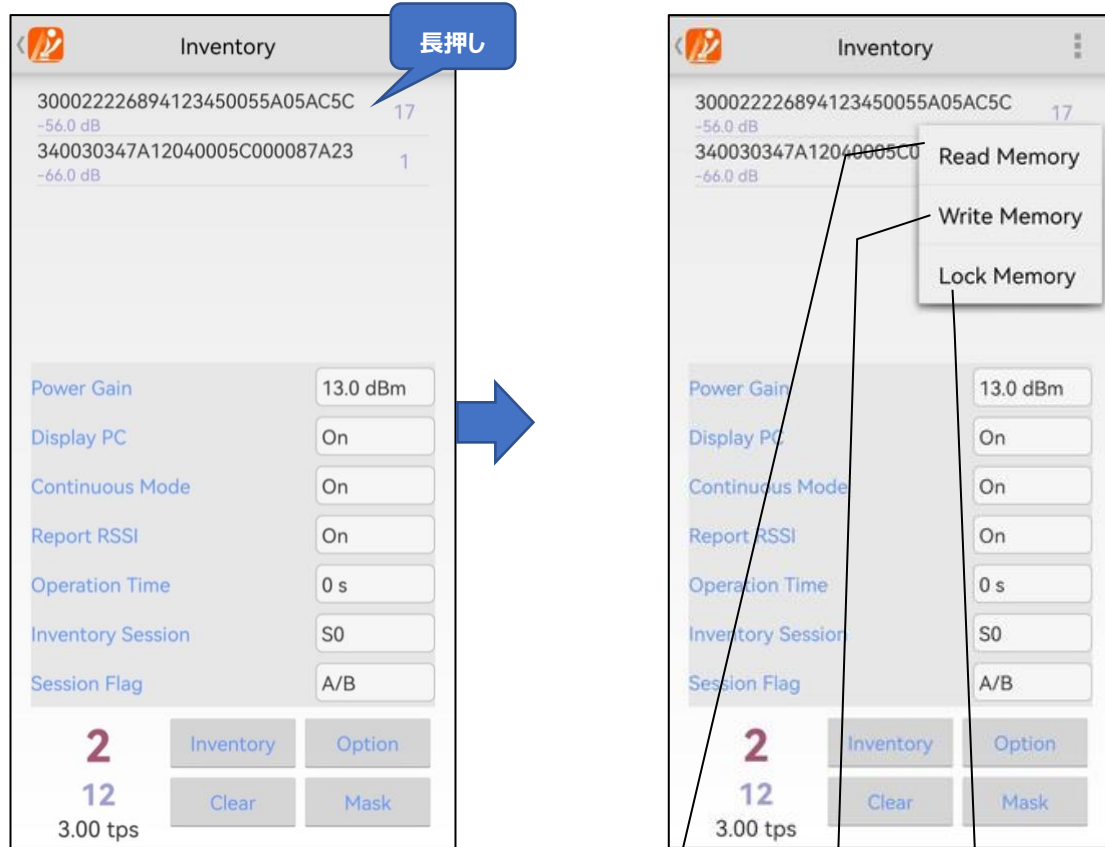 Inventory
長押し
300022226894123450055A05AC5C 17
-56.0 dB
340030347A12040005C000087A23 1
-66.0 dB
Power Gain 13.0 dBm
Display PC On
Continuous Mode On
Report RSSI On
Operation Time 0 s
Inventory Session S0
Session Flag A/B
2 Inventory Option
12 Clear Mask
3.00 tps
Inventory
300022226894123450055A05AC5C 17
-56.0 dB
340030347A12040005C0
-66.0 dB
Read Memory
Write Memory
Lock Memory
Power Gain 13.0 dBm
Display PC On
Continuous Mode On
Report RSSI On
Operation Time 0 s
Inventory Session S0
Session Flag A/B
2 Inventory Option
12 Clear Mask
3.00 tps